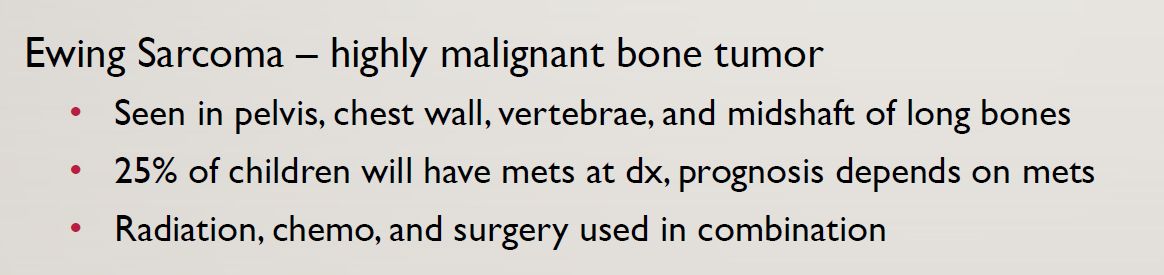 Ewing Sarcoma – highly malignant bone tumor
• Seen in pelvis, chest wall, vertebrae, and midshaft of long bones
• 25% of children will have mets at dx, prognosis depends on mets
• Radiation, chemo, and surgery used in combination